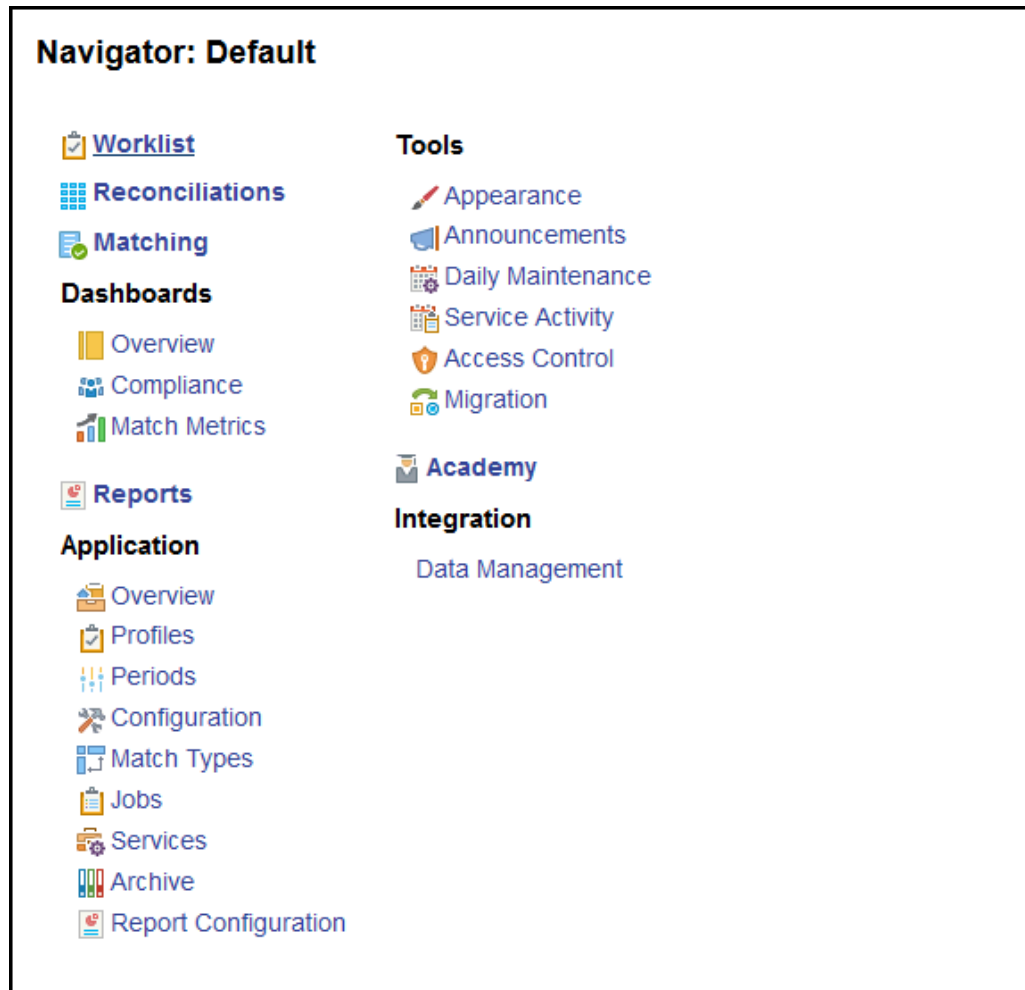 Navigator: Default
Worklist
Reconciliations
Matching
Dashboards
Overview
Compliance
Match Metrics
Reports
Application
Overview
Profiles
Periods
Configuration
Match Types
Jobs
Services
Archive
Report Configuration
Tools
Appearance
Announcements
Daily Maintenance
Service Activity
Access Control
Migration
Academy
Integration
Data Management